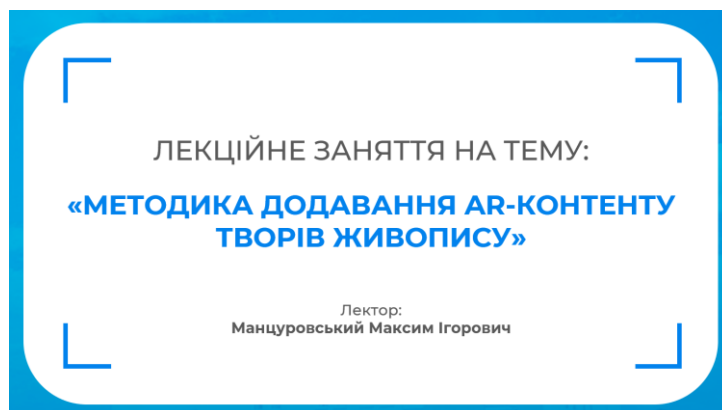 ЛЕКЦІЙНЕ ЗАНЯТТЯ НА ТЕМУ:
«МЕТОДИКА ДОДАВАННЯ AR-КОНТЕНТУ
ТВОРІВ ЖИВОПИСУ»
Лектор:
Манцуровський Максим Ігорович